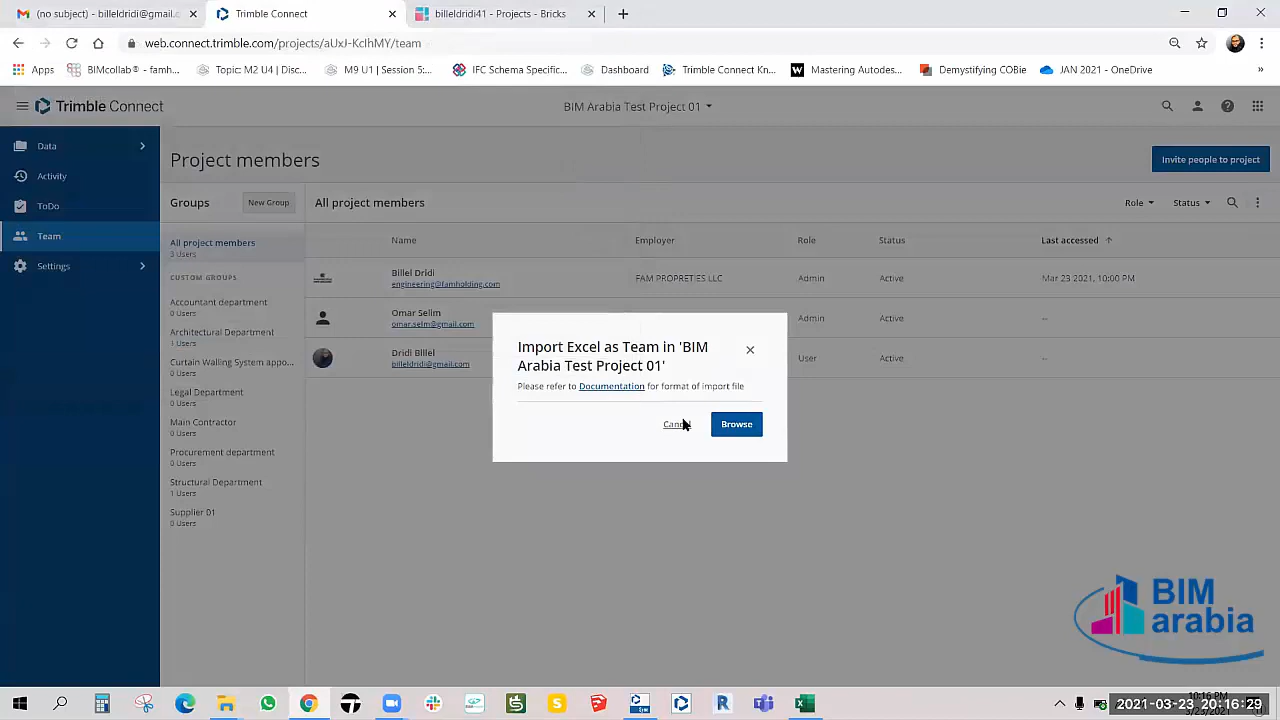 (no subject) - billeldridi@gmail.c
Trimble Connect
billeldridi41 - Projects - Bricks
web.connect.trimble.com/projects/aUxJ-KcIhMY/team
Apps
BIMcollab® - famh...
Topic: M2 U4 | Disc...
M9 U1 | Session 5:...
IFC Schema Specific...
Dashboard
Trimble Connect Kn...
Mastering Autodes...
Demystifying COBie
JAN 2021 - OneDrive
»
Trimble Connect
BIM Arabia Test Project 01
Data
Activity
ToDo
Team
Settings
Project members
Invite people to project
Groups
New Group
All project members
3 Users
CUSTOM GROUPS
Accountant department
0 Users
Architectural Department
0 Users
Curtain Walling System appo...
0 Users
Legal Department
0 Users
Main Contractor
0 Users
Procurement department
0 Users
Structural Department
1 Users
Supplier 01
0 Users
All project members
Role
Status
Name
Employer
Role
Status
Last accessed
Billel Dridi
engineering@famholding.com
FAM PROPRETIES LLC
Admin
Active
Mar 23 2021, 10:00 PM
Omar Selim
omar.selm@gmail.com
Admin
Active
--
Dridi Billel
billeldridi@gmail.com
User
Active
--
Import Excel as Team in 'BIM
Arabia Test Project 01'
Please refer to Documentation for format of import file
Cancel
Browse
BIM
arabia
10:16 PM
2021-03-23 20:16:29